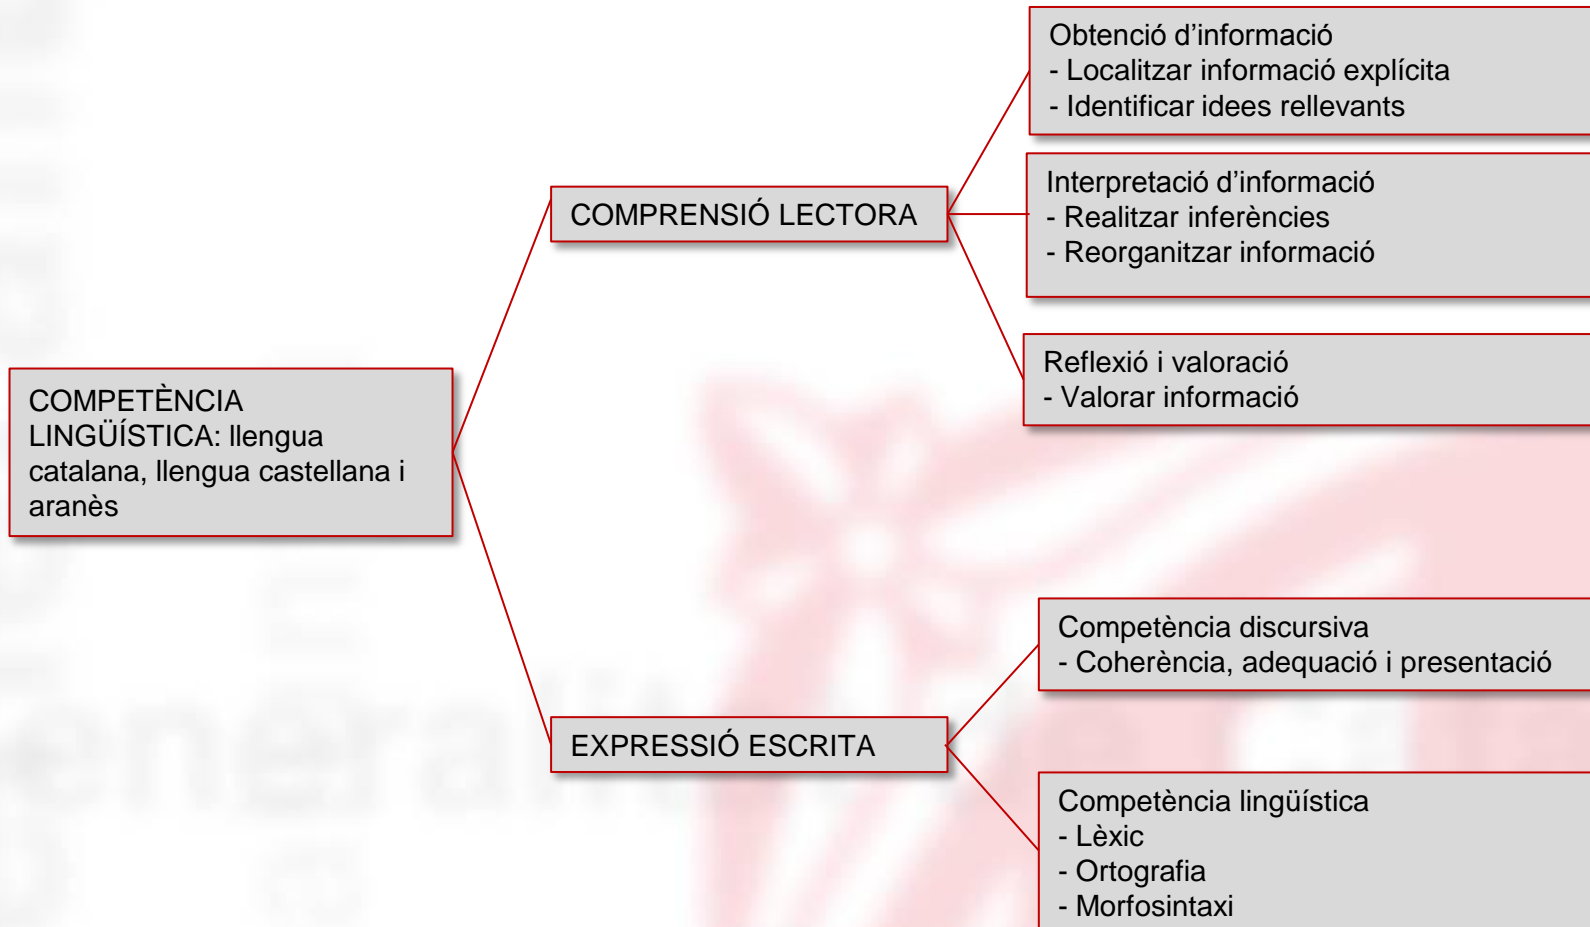 COMPETÈNCIA
LINGÜÍSTICA: llengua
catalana, llengua castellana i
aranès
COMPRENSIÓ LECTORA
Obtenció d’informació
- Localitzar informació explícita
- Identificar idees rellevants
Interpretació d’informació
- Realitzar inferències
- Reorganitzar informació
Reflexió i valoració
- Valorar informació
EXPRESSIÓ ESCRITA
Competència discursiva
- Coherència, adequació i presentació
Competència lingüística
- Lèxic
- Ortografia
- Morfosintaxi